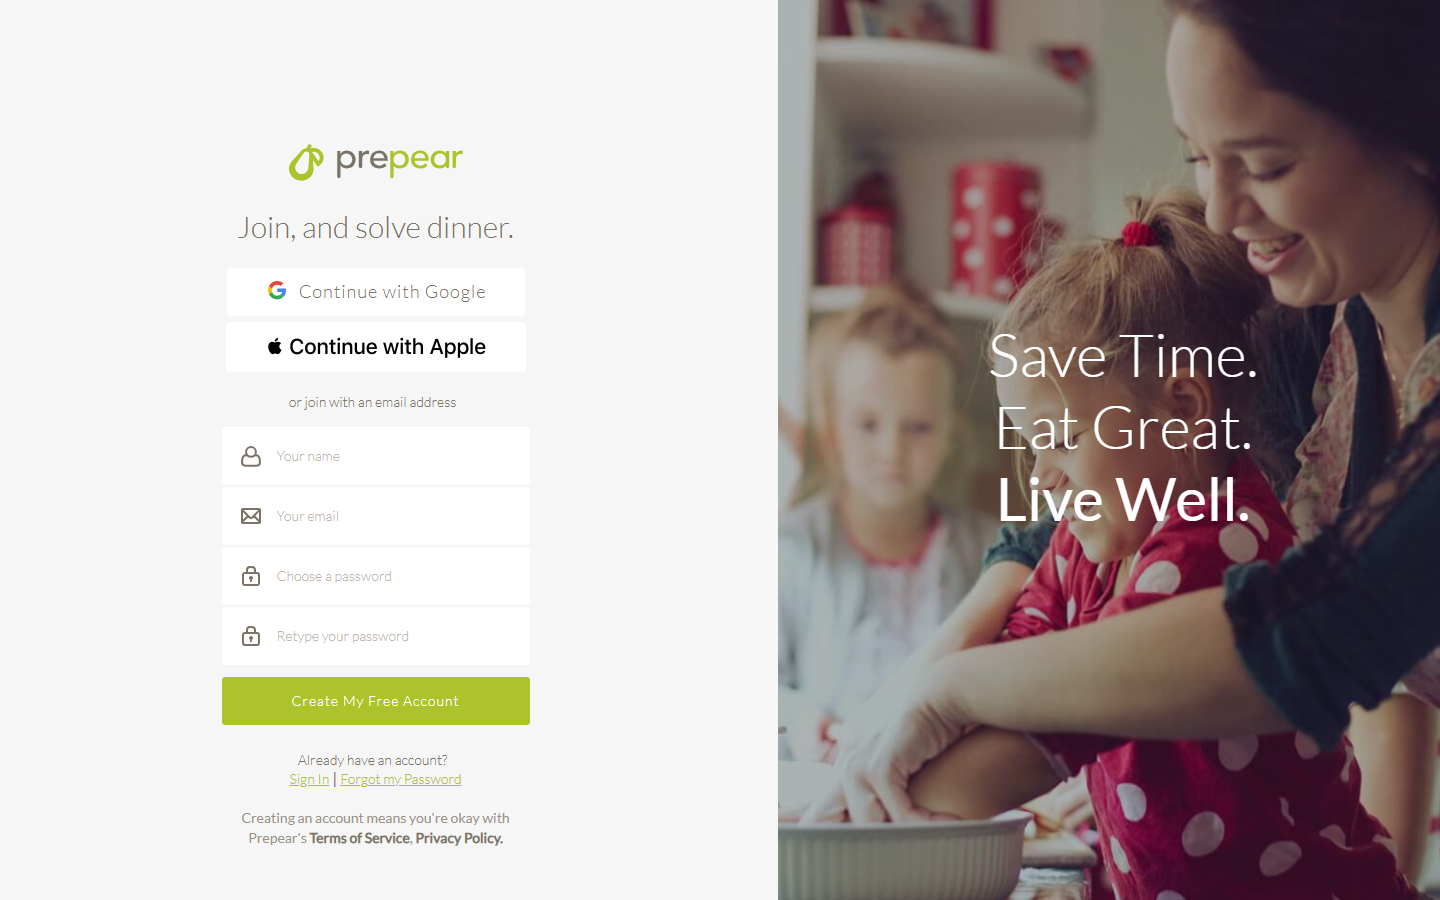 prepear
Join, and solve dinner.
Continue with Google
Continue with Apple
or join with an email address
Your name
Your email
Choose a password
Retype your password
Create My Free Account
Already have an account?
Sign In | Forgot my Password
Creating an account means you're okay with
Prepear's Terms of Service, Privacy Policy.
Save Time.
Eat Great.
Live Well.